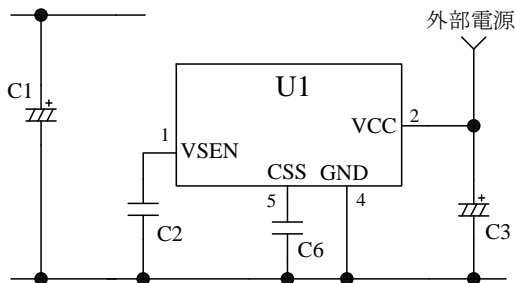 外部電源
U1
C1
+
VCC
2
1
VSEN
CSS
GND
5
4
+
C2
C6
C3